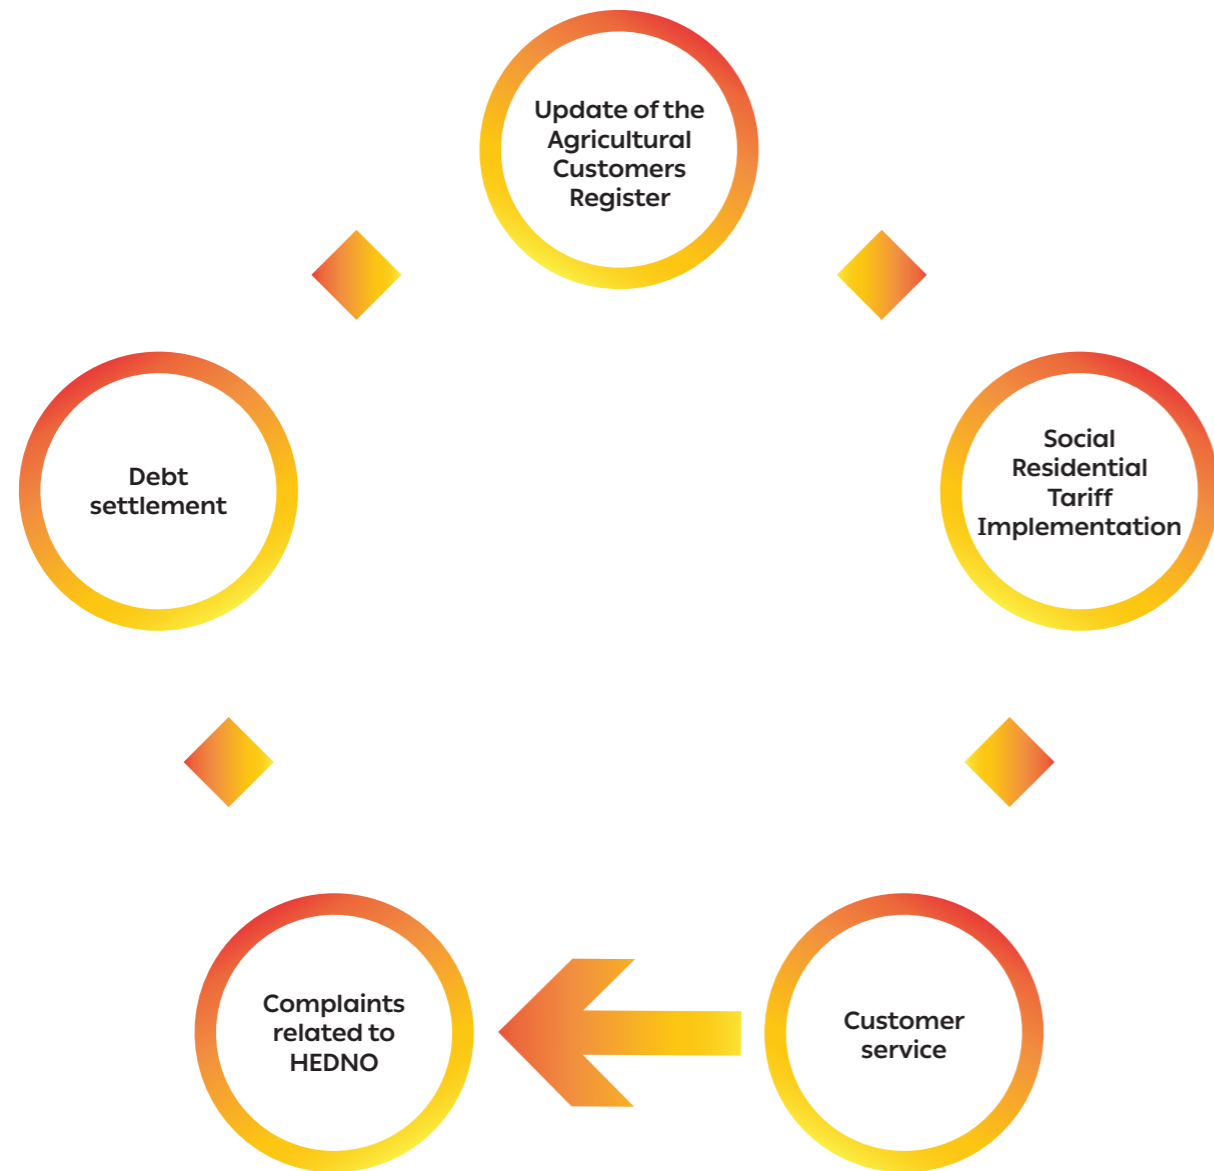 Update of the
Agricultural
Customers
Register
Debt
settlement
Social
Residential
Tariff
Implementation
Complaints
related to
HEDNO
Customer
service